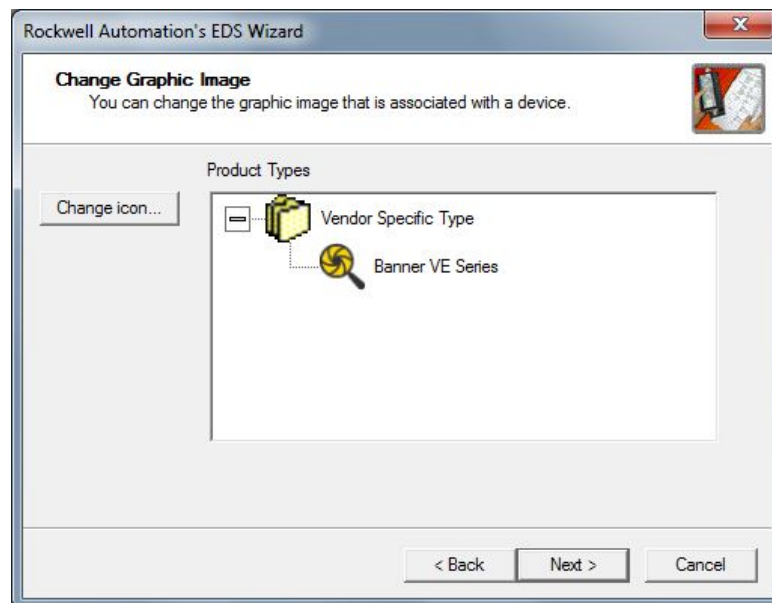 Rockwell Automation's EDS Wizard
Change Graphic Image
You can change the graphic image that is associated with a device.
Product Types
Change icon...
Vendor Specific Type
Banner VE Series
< Back
Next >
Cancel